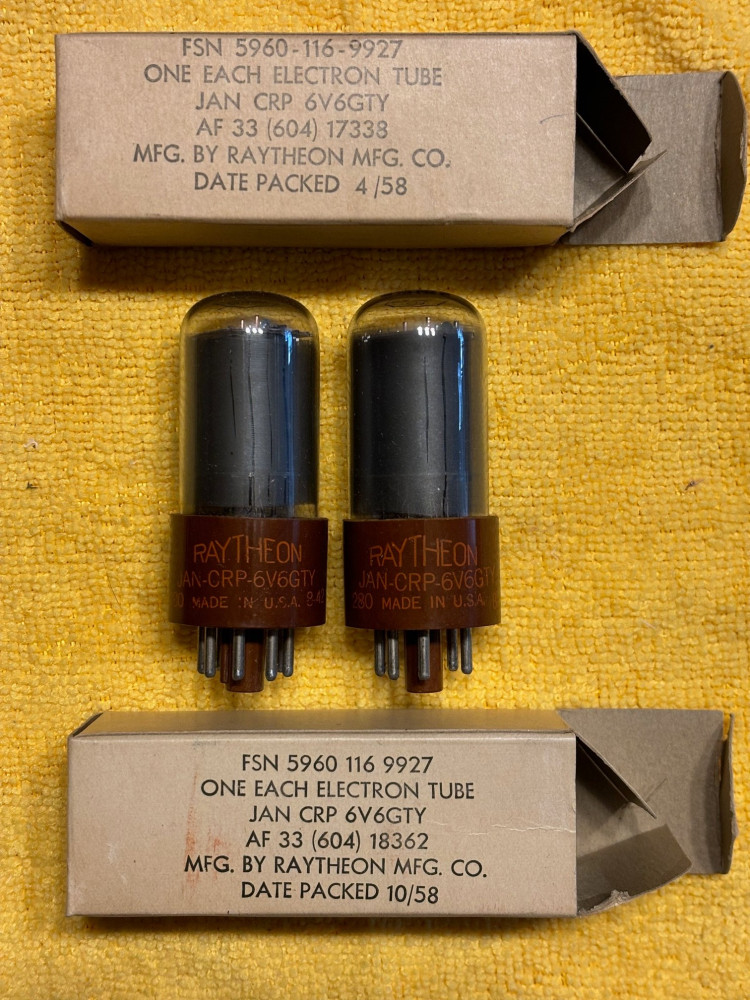 FSN 5960-116-9927
ONE EACH ELECTRON TUBE
JAN CRP 6V6GTY
AF 33 (604) 17338
MFG. BY RAYTHEON MFG. CO.
DATE PACKED 4/58
RAYTHEON
JAN-CRP-6V6GTY
MADE IN U.S.A.
RAYTHEON
JAN-CRP-6V6GTY
280 MADE IN U.S.A.
FSN 5960 116 9927
ONE EACH ELECTRON TUBE
JAN CRP 6V6GTY
AF 33 (604) 18362
MFG. BY RAYTHEON MFG. CO.
DATE PACKED 10/58